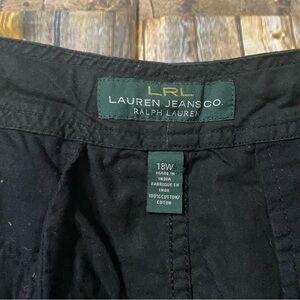 LRL
LAUREN JEANS CO.
RALPH LAUREN
18W
MADE IN
INDIA
FABRIQUE EN
INDE
100% COTTON/
COTON